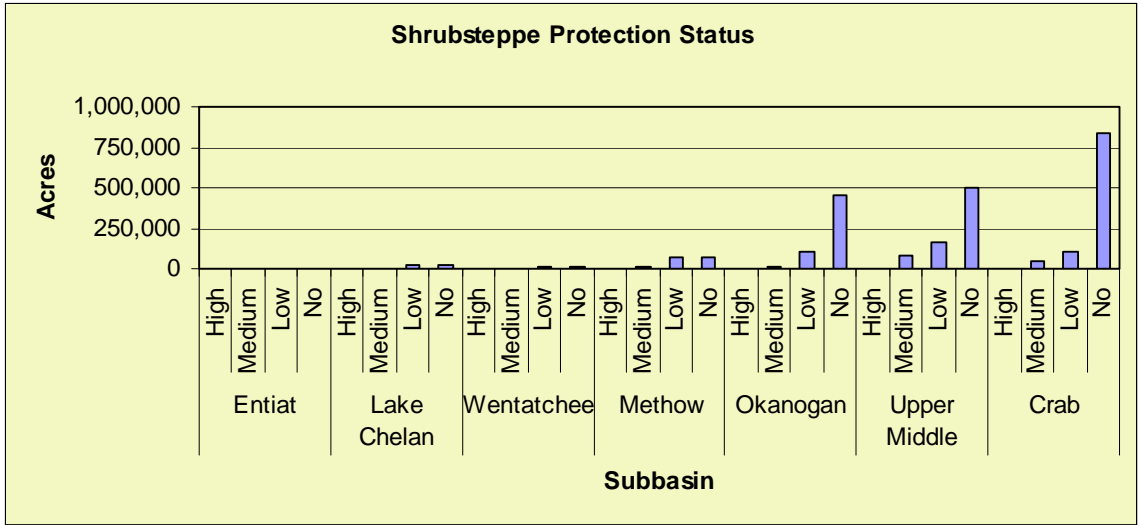 Shrubsteppe Protection Status
Acres
1,000,000
750,000
500,000
250,000
0
High Medium Low No High Medium Low No High Medium Low No High Medium Low No High Medium Low No High Medium Low No High Medium Low No
Entiat Lake Wentatchee Methow Okanogan Upper Crab
Chelan Middle
Subbasin